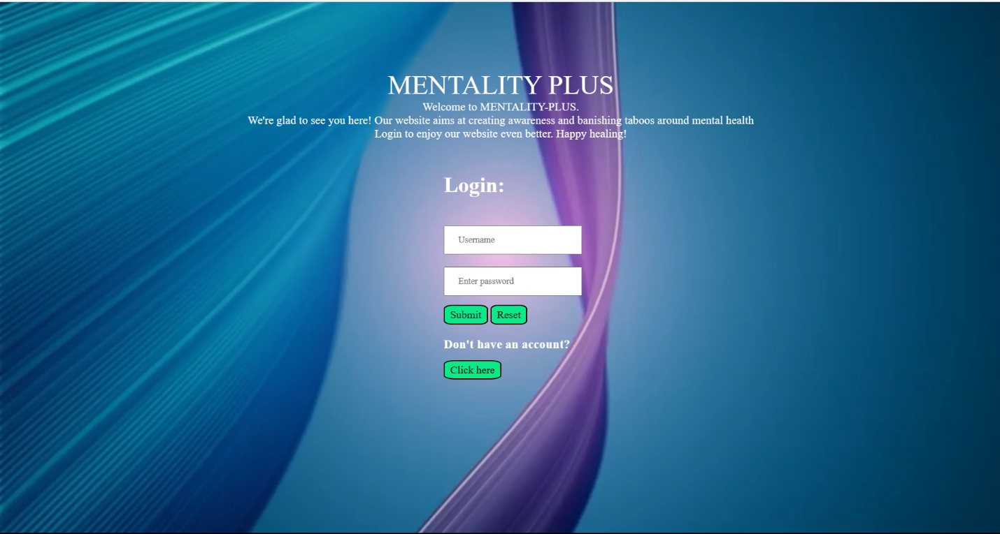 MENTALITY PLUS
Welcome to MENTALITY-PLUS.
We're glad to see you here! Our website aims at creating awareness and banishing taboos around mental health
Login to enjoy our website even better. Happy healing!
Login:
Username
Enter password
Submit Reset
Don't have an account?
Click here